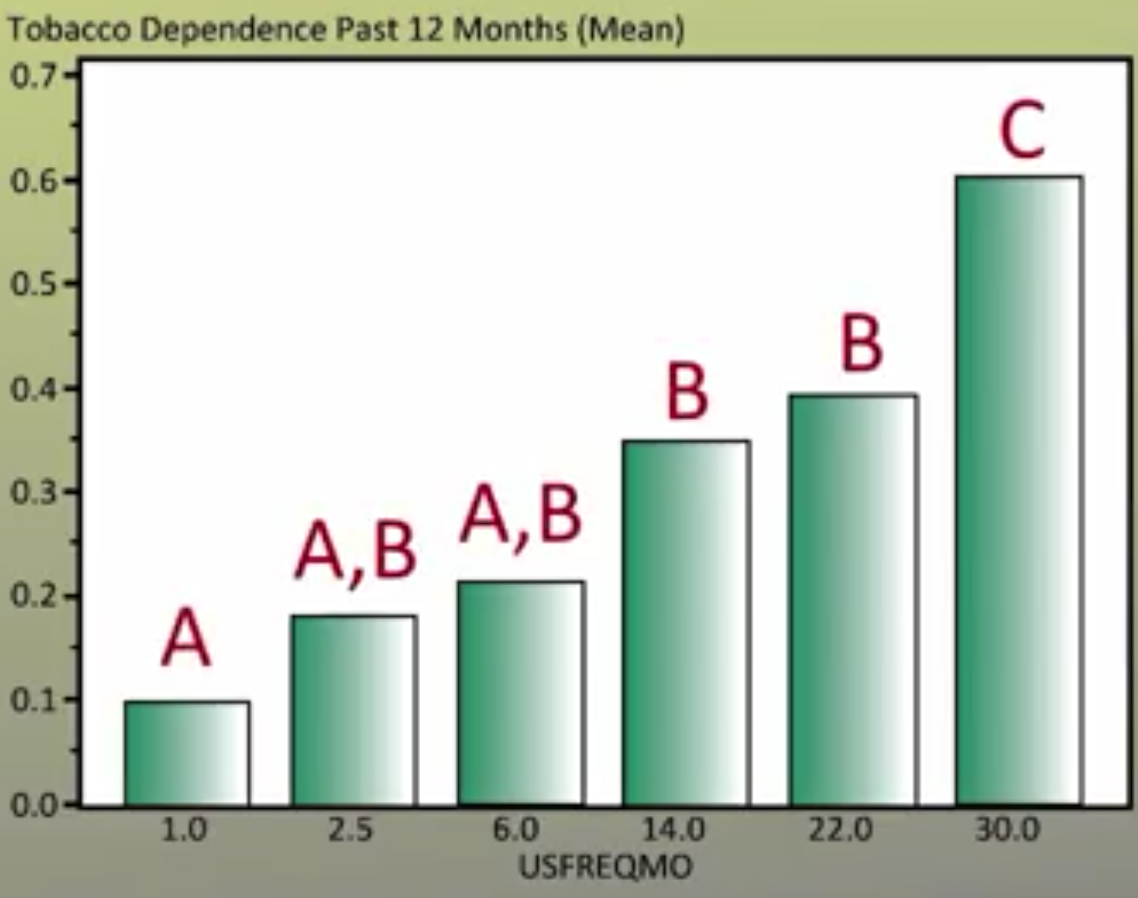 Tobacco Dependence Past 12 Months (Mean)
0.7
0.6
0.5
0.4
0.3
0.2
0.1
0.0
A
A,B
A,B
B
B
C
1.0 2.5 6.0 14.0 22.0 30.0
USFREQMO